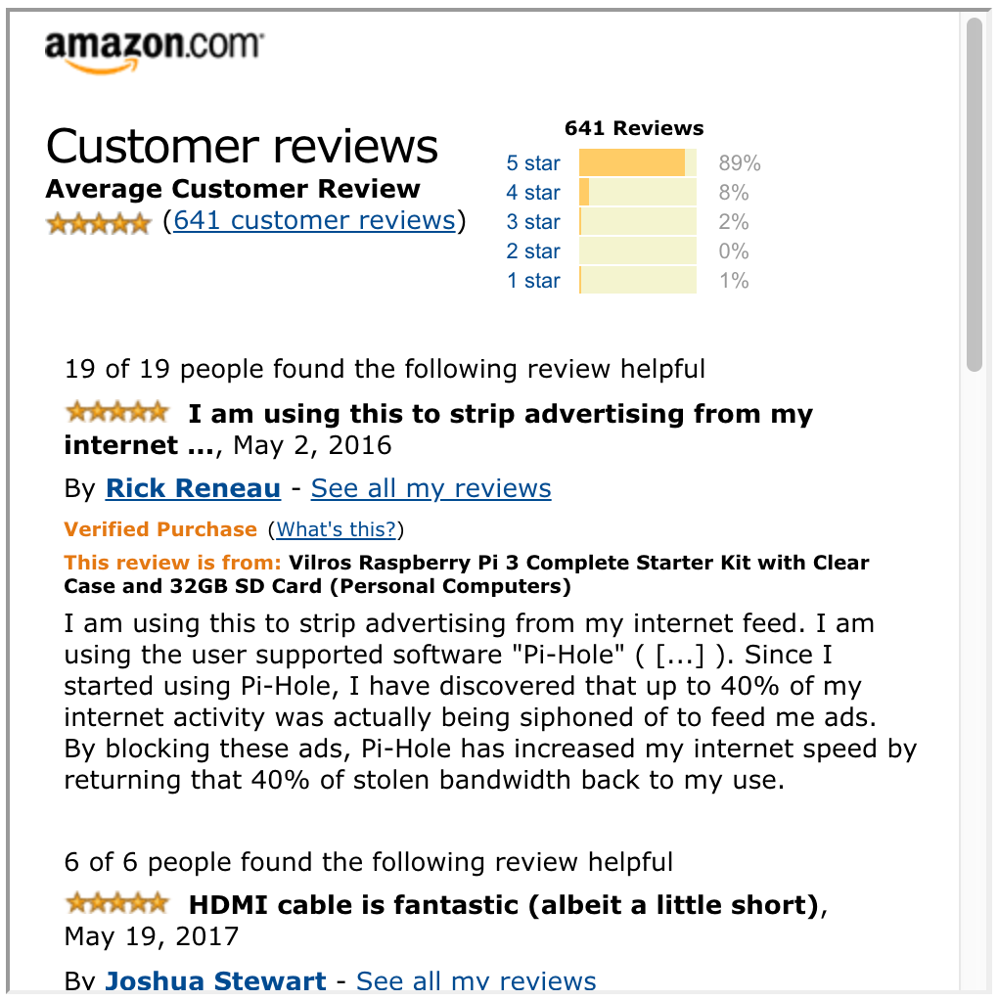 amazon.com
Customer reviews
Average Customer Review
(641 customer reviews)
641 Reviews
5 star 89%
4 star 8%
3 star 2%
2 star 0%
1 star 1%
19 of 19 people found the following review helpful
I am using this to strip advertising from my
internet ..., May 2, 2016
By Rick Reneau - See all my reviews
Verified Purchase (What's this?)
This review is from: Vilros Raspberry Pi 3 Complete Starter Kit with Clear
Case and 32GB SD Card (Personal Computers)
I am using this to strip advertising from my internet feed. I am
using the user supported software "Pi-Hole" ( [...] ). Since I
started using Pi-Hole, I have discovered that up to 40% of my
internet activity was actually being siphoned of to feed me ads.
By blocking these ads, Pi-Hole has increased my internet speed by
returning that 40% of stolen bandwidth back to my use.
6 of 6 people found the following review helpful
HDMI cable is fantastic (albeit a little short),
May 19, 2017
By Joshua Stewart - See all my reviews